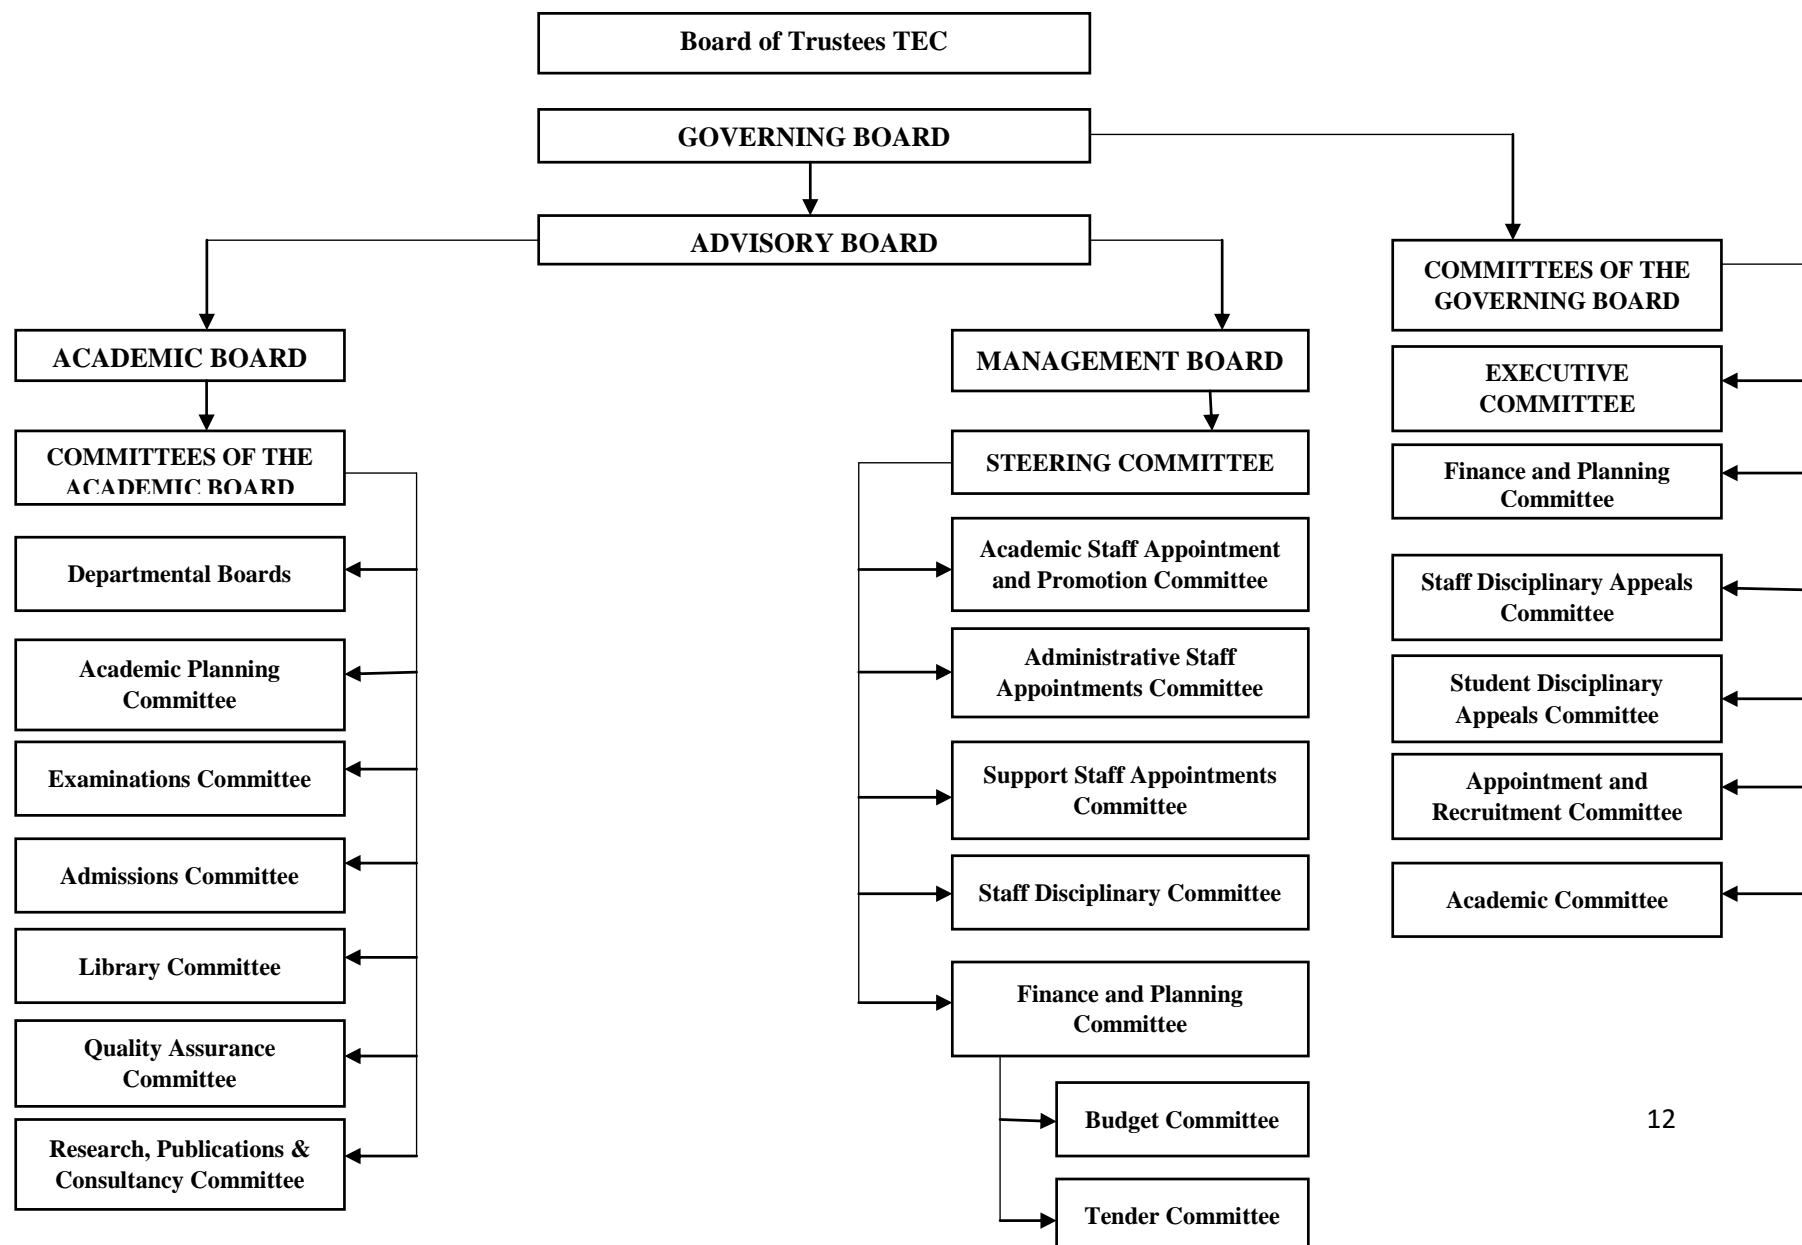 Board of Trustees TEC
GOVERNING BOARD
ADVISORY BOARD
ACADEMIC BOARD
COMMITTEES OF THE
ACADEMIC BOARD
Departmental Boards
Academic Planning
Committee
Examinations Committee
Admissions Committee
Library Committee
Quality Assurance
Committee
Research, Publications &
Consultancy Committee
MANAGEMENT BOARD
STEERING COMMITTEE
Academic Staff Appointment
and Promotion Committee
Administrative Staff
Appointments Committee
Support Staff Appointments
Committee
Staff Disciplinary Committee
Finance and Planning
Committee
Budget Committee
Tender Committee
COMMITTEES OF THE
GOVERNING BOARD
EXECUTIVE
COMMITTEE
Finance and Planning
Committee
Staff Disciplinary Appeals
Committee
Student Disciplinary
Appeals Committee
Appointment and
Recruitment Committee
Academic Committee
12